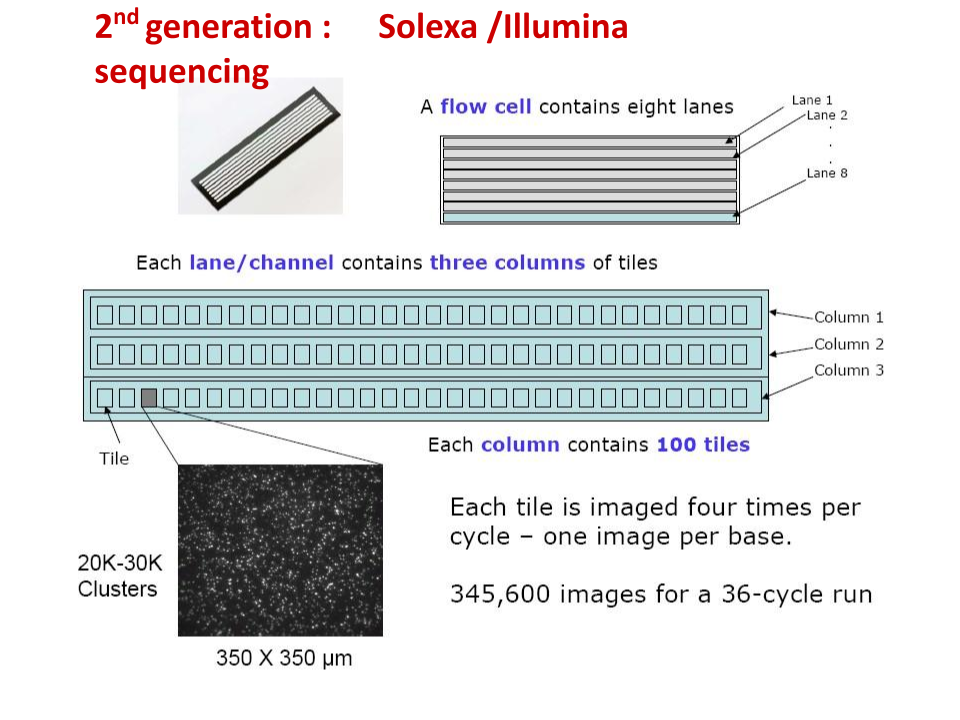 2nd generation : Solexa /Illumina
sequencing
A flow cell contains eight lanes
Lane 1
Lane 2
.
.
.
Lane 8
Each lane/channel contains three columns of tiles
Column 1
Column 2
Column 3
Each column contains 100 tiles
Tile
Each tile is imaged four times per
cycle – one image per base.
20K-30K
Clusters
345,600 images for a 36-cycle run
350 X 350 µm